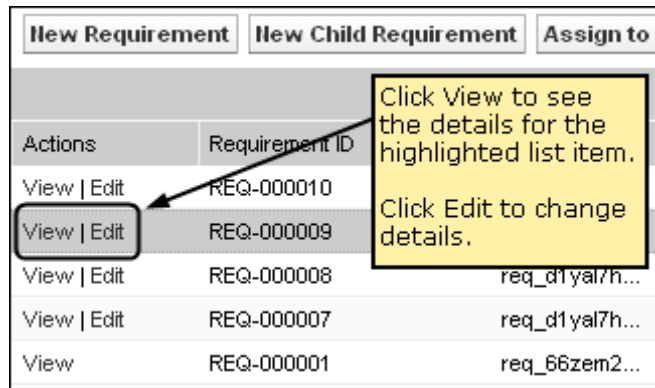 New Requirement New Child Requirement Assign to
Click View to see
the details for the
highlighted list item.
Click Edit to change
details.
Actions Requirement ID
View | Edit REQ-000010
View | Edit REQ-000009
View | Edit REQ-000008 req_d1yal7h...
View | Edit REQ-000007 req_d1yal7h...
View REQ-000001 req_66zem2...